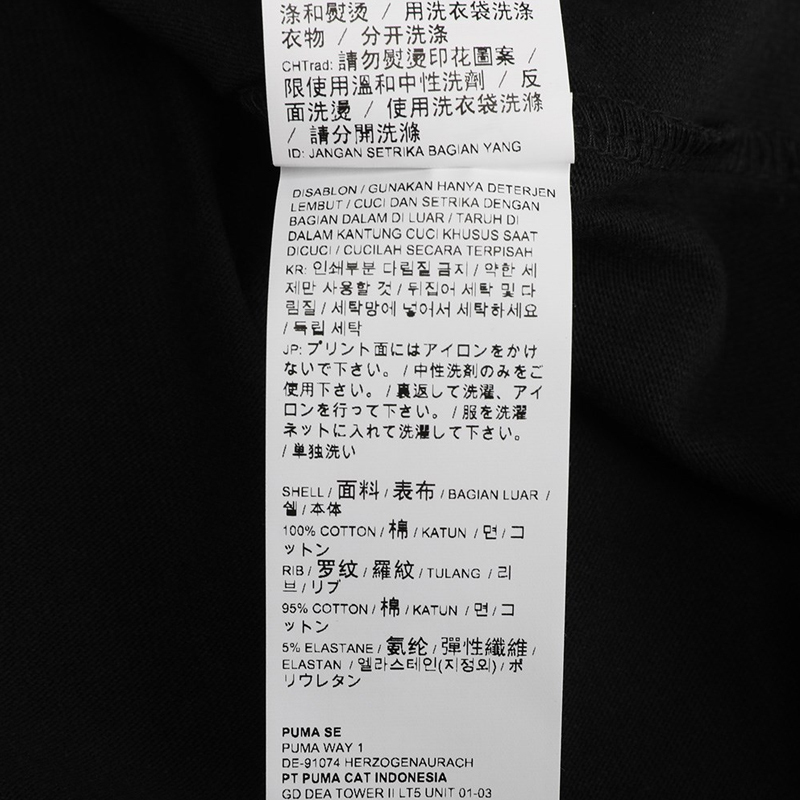 涤和熨烫 / 用洗衣袋洗涤
衣物 / 分开洗涤
CHTrad: 請勿熨燙印花圖案 /
限使用溫和中性洗劑 / 反
面洗燙 / 使用洗衣袋洗滌
/ 請分開洗滌
ID: JANGAN SETRIKA BAGIAN YANG
DISABLON / GUNAKAN HANYA DETERJEN
LEMBUT / CUCI DAN SETRIKA DENGAN
BAGIAN DALAM DI LUAR / TARUH DI
DALAM KANTUNG CUCI KHUSUS SAAT
DICUCI / CUCILAH SECARA TERPISAH
KR: 인쇄부분 다림질 금지 / 약한 세
제만 사용할 것 / 뒤집어 세탁 및 다
림질 / 세탁망에 넣어서 세탁하세요
/ 독립 세탁
JP: プリント面にはアイロンをかけ
ないで下さい。 / 中性洗剤のみをご
使用下さい。 / 裏返して洗濯、アイ
ロンを行って下さい。 / 服を洗濯
ネットに入れて洗濯して下さい。
/ 単独洗い
SHELL / 面料 / 表布 / BAGIAN LUAR /
쉘 / 本体
100% COTTON / 棉 / KATUN / 면 / コ
ットン
RIB / 罗纹 / 羅紋 / TULANG / 리
브 / リブ
95% COTTON / 棉 / KATUN / 면 / コ
ットン
5% ELASTANE / 氨纶 / 彈性纖維 /
ELASTAN / 엘라스테인(지정외) / ポ
リウレタン
PUMA SE
PUMA WAY 1
DE-91074 HERZOGENAURACH
PT PUMA CAT INDONESIA
GD DEA TOWER II LT5 UNIT 01-03